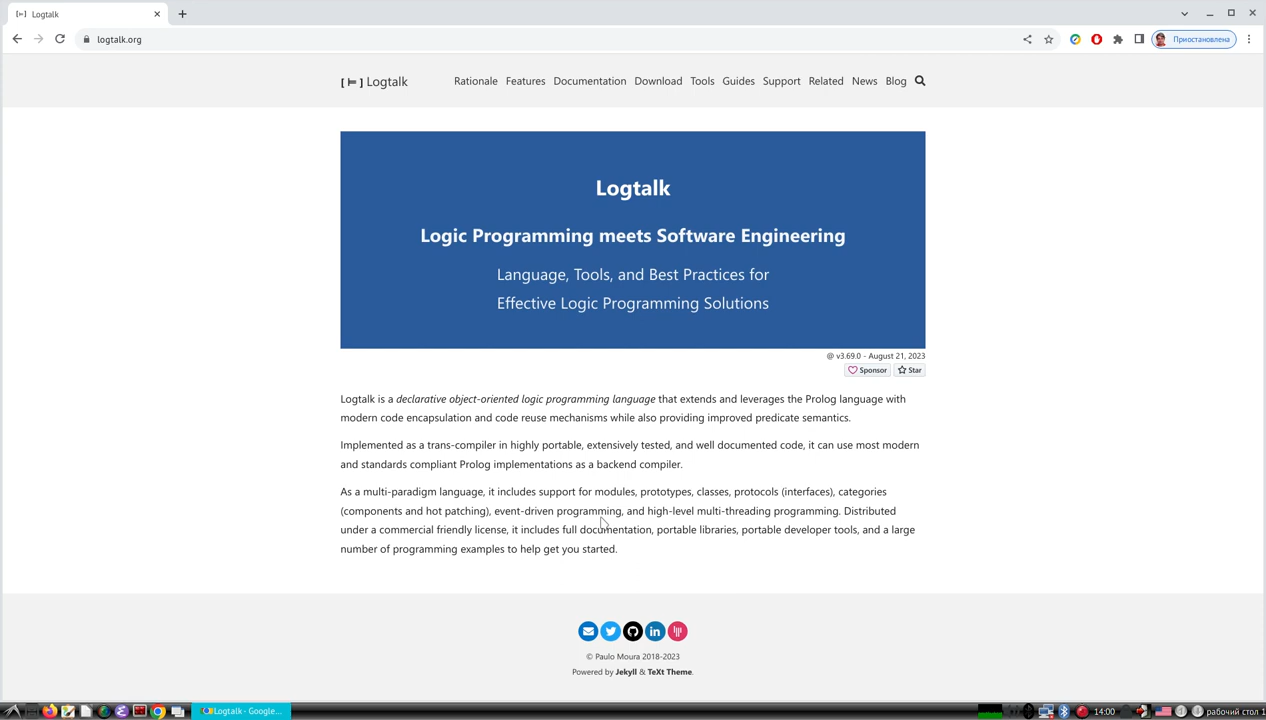 [⊨] Logtalk
logtalk.org
Приостановлена
[ ⊨ ] Logtalk
Rationale Features Documentation Download Tools Guides Support Related News Blog
Logtalk
Logic Programming meets Software Engineering
Language, Tools, and Best Practices for
Effective Logic Programming Solutions
@ v3.69.0 - August 21, 2023
Sponsor Star
Logtalk is a declarative object-oriented logic programming language that extends and leverages the Prolog language with
modern code encapsulation and code reuse mechanisms while also providing improved predicate semantics.
Implemented as a trans-compiler in highly portable, extensively tested, and well documented code, it can use most modern
and standards compliant Prolog implementations as a backend compiler.
As a multi-paradigm language, it includes support for modules, prototypes, classes, protocols (interfaces), categories
(components and hot patching), event-driven programming, and high-level multi-threading programming. Distributed
under a commercial friendly license, it includes full documentation, portable libraries, portable developer tools, and a large
number of programming examples to help get you started.
© Paulo Moura 2018-2023
Powered by Jekyll & TeXt Theme.
Logtalk - Google...
14:00
рабочий стол 1